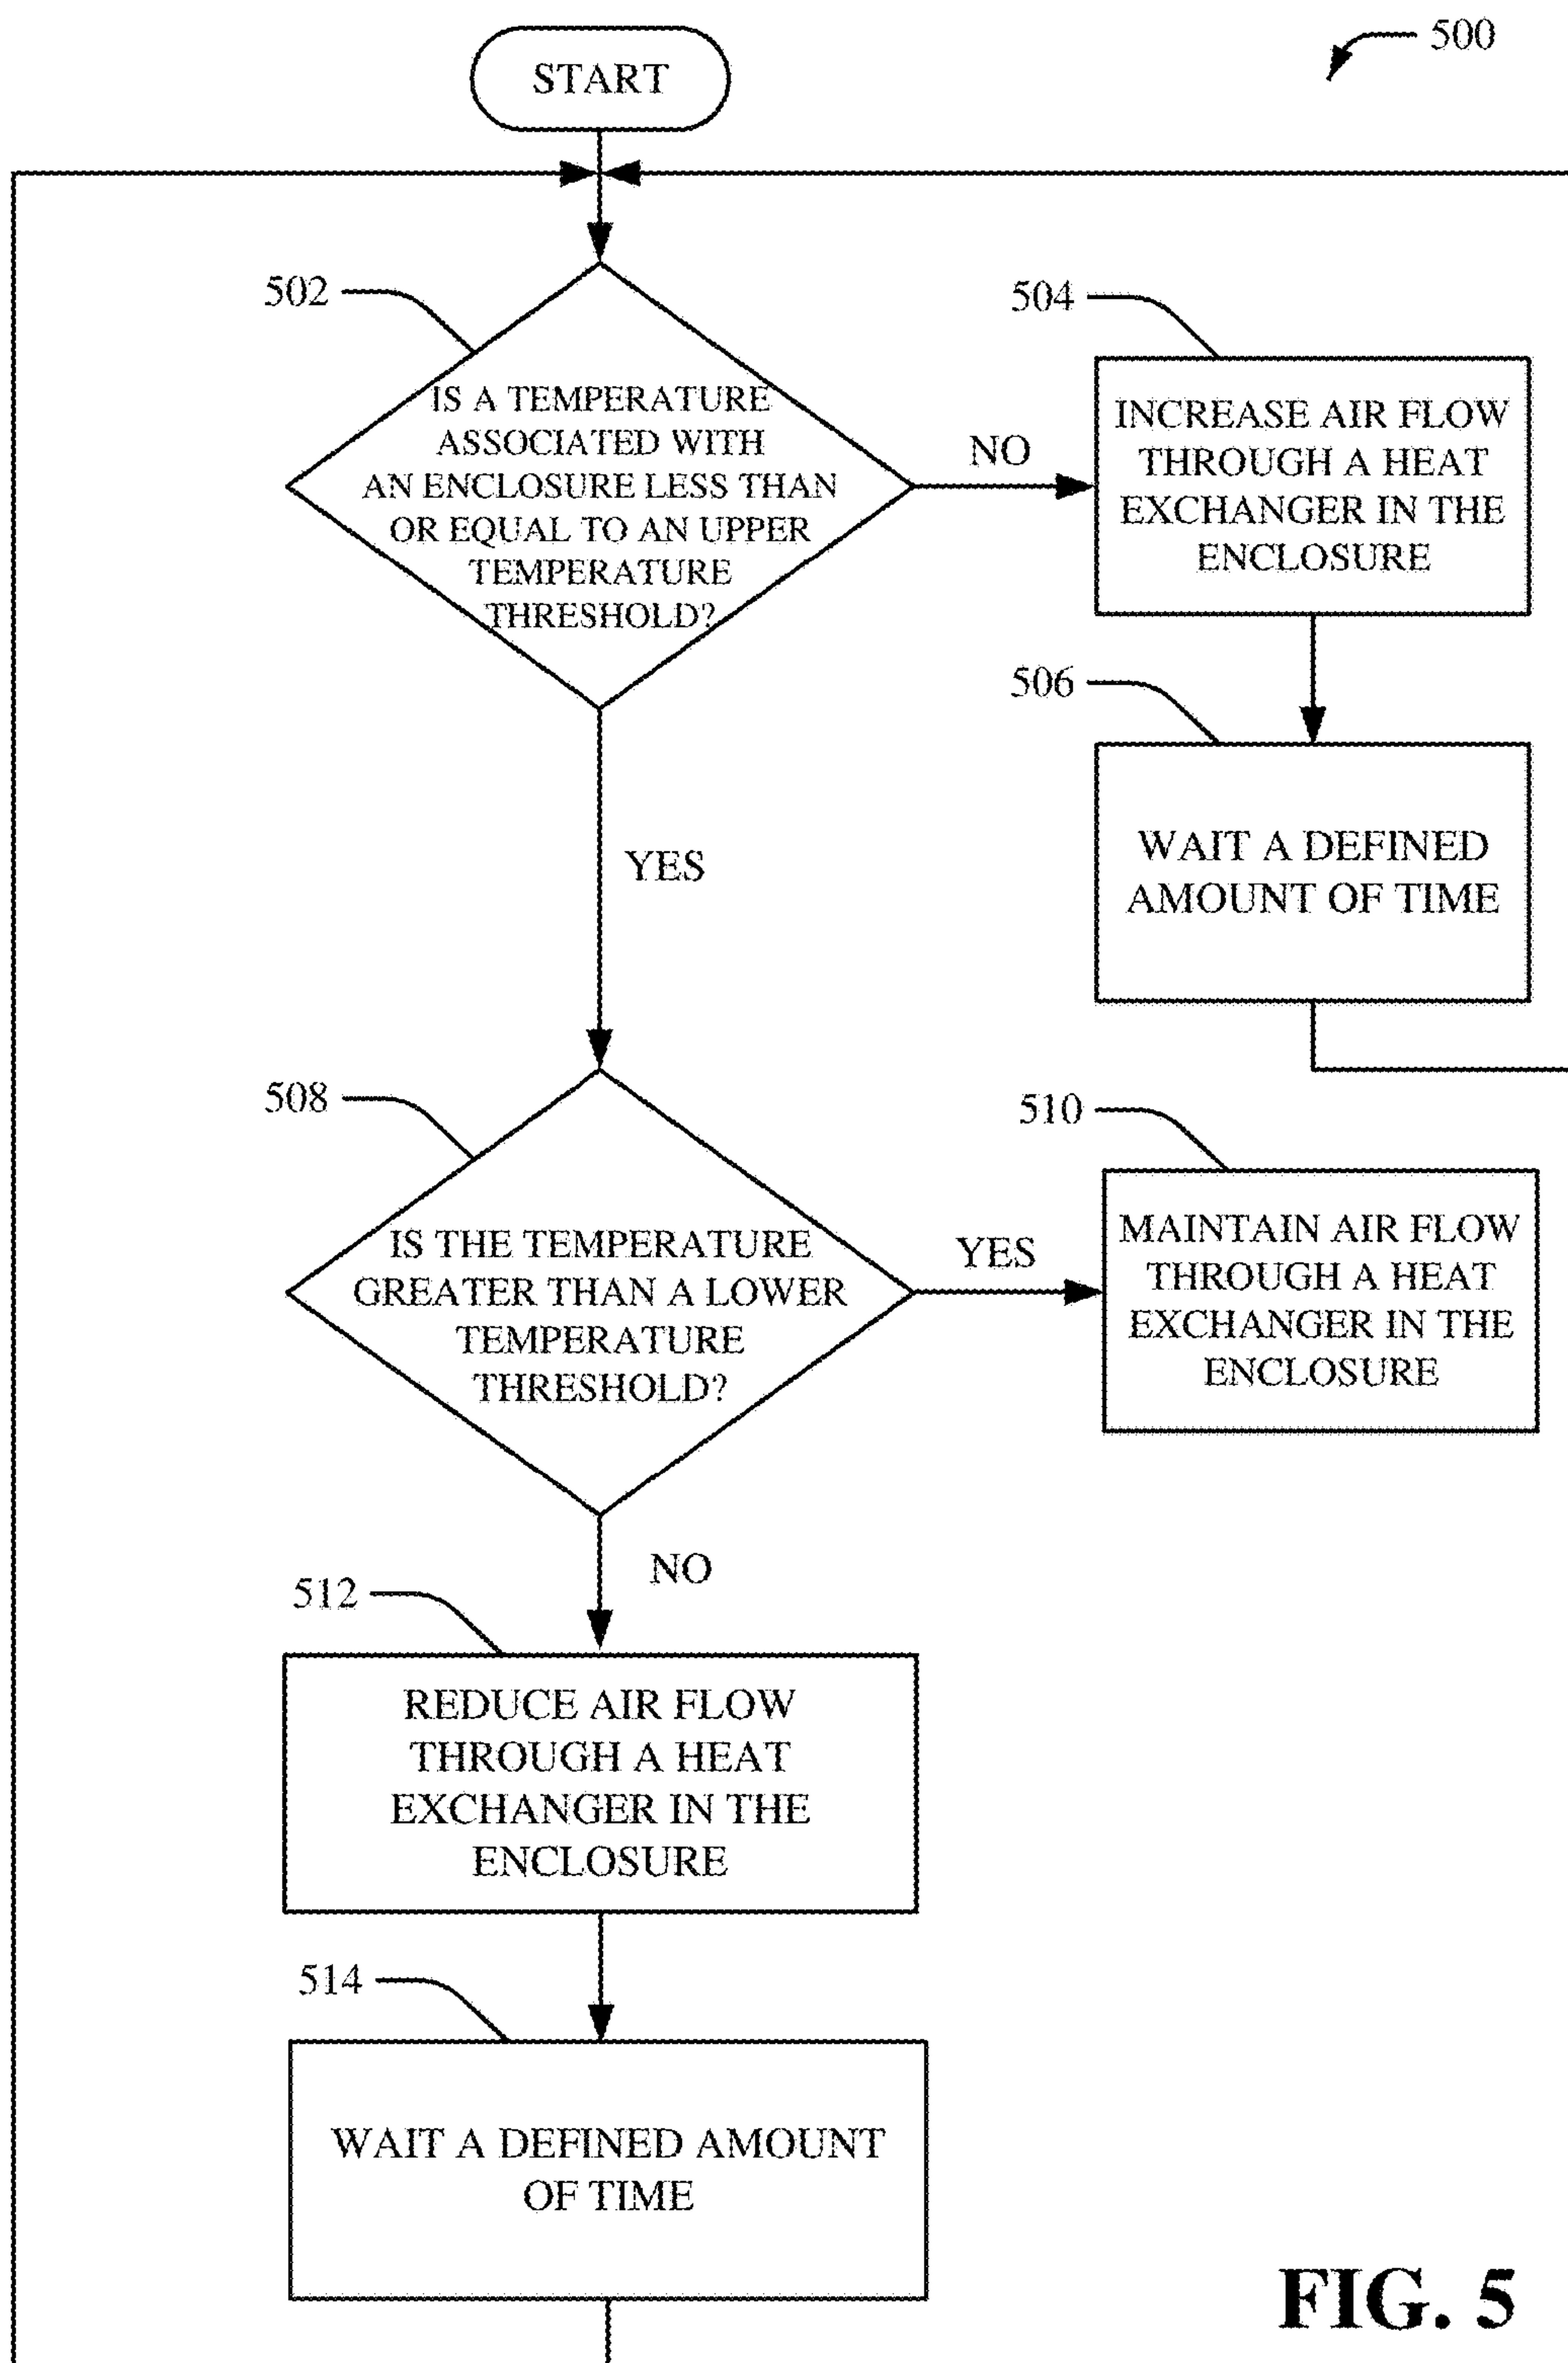 500
START
502
IS A TEMPERATURE
ASSOCIATED WITH
AN ENCLOSURE LESS THAN
OR EQUAL TO AN UPPER
TEMPERATURE
THRESHOLD?
NO
504
INCREASE AIR FLOW
THROUGH A HEAT
EXCHANGER IN THE
ENCLOSURE
506
WAIT A DEFINED
AMOUNT OF TIME
YES
508
IS THE TEMPERATURE
GREATER THAN A LOWER
TEMPERATURE
THRESHOLD?
YES
510
MAINTAIN AIR FLOW
THROUGH A HEAT
EXCHANGER IN THE
ENCLOSURE
NO
512
REDUCE AIR FLOW
THROUGH A HEAT
EXCHANGER IN THE
ENCLOSURE
514
WAIT A DEFINED AMOUNT
OF TIME
FIG. 5